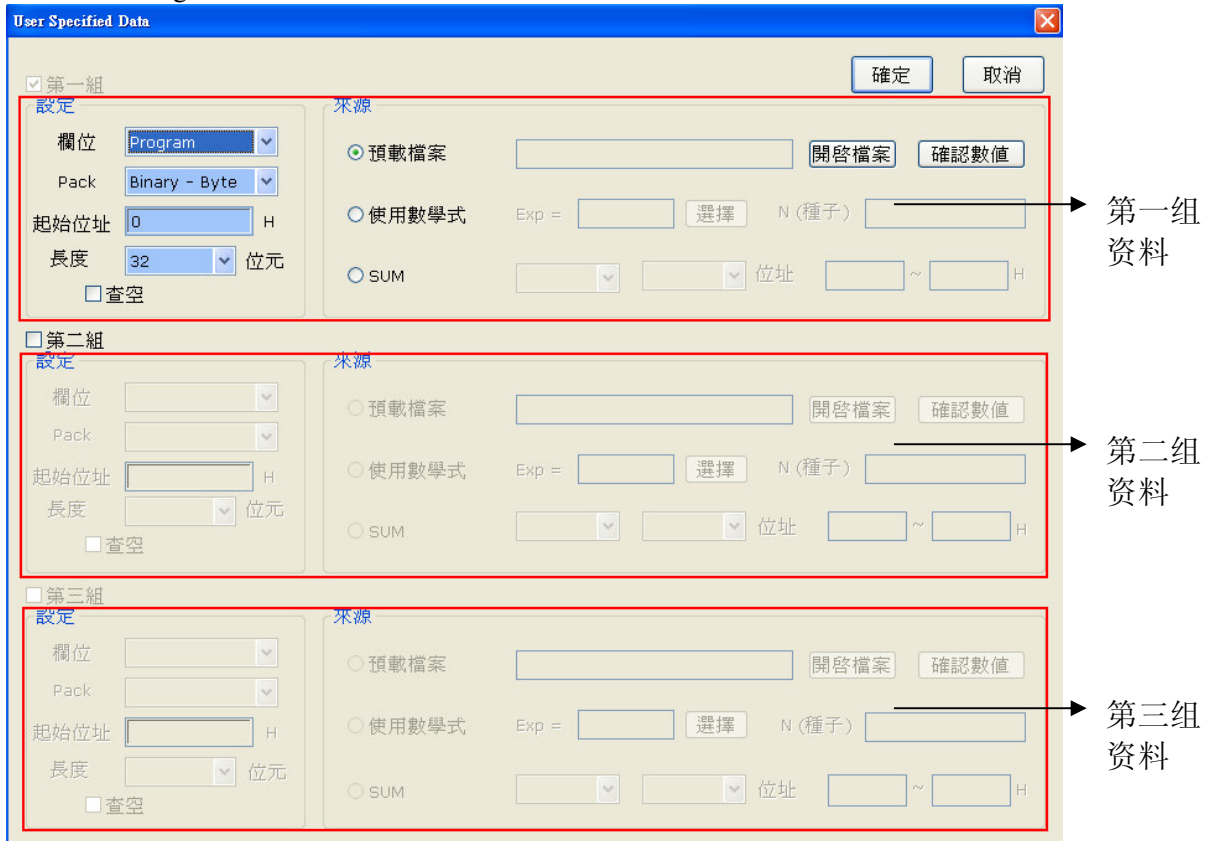 User Specified Data
確定 取消
第一組
設定 來源
欄位 Program 預載檔案 開啓檔案 確認數值
Pack Binary - Byte
起始位址 0 H 使用數學式 Exp = 選擇 N (種子)
長度 32 位元 SUM 位址 ~ H
查空
第一组
资料
第二組
設定 來源
欄位 預載檔案 開啓檔案 確認數值
Pack
起始位址 H 使用數學式 Exp = 選擇 N (種子)
長度 位元
查空 SUM 位址 ~ H
第二组
资料
第三組
設定 來源
欄位 預載檔案 開啓檔案 確認數值
Pack
起始位址 H 使用數學式 Exp = 選擇 N (種子)
長度 位元
查空 SUM 位址 ~ H
第三组
资料